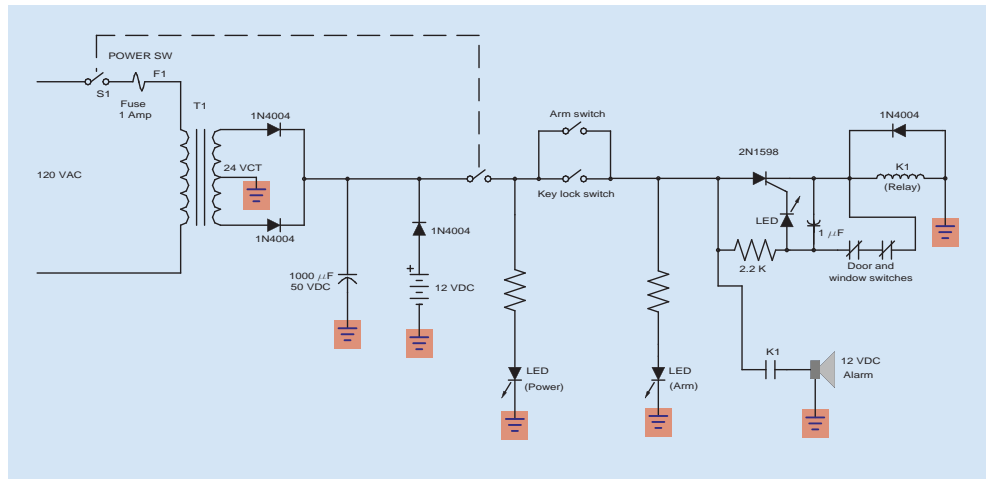 POWER SW
F1
S1
Fuse
1 Amp
T1
1N4004
120 VAC
24 VCT
1N4004
1000 µF
50 VDC
1N4004
+
12 VDC
LED
(Power)
Arm switch
Key lock switch
LED
(Arm)
2N1598
LED
1 µF
2.2 K
1N4004
K1
(Relay)
Door and
window switches
K1
12 VDC
Alarm